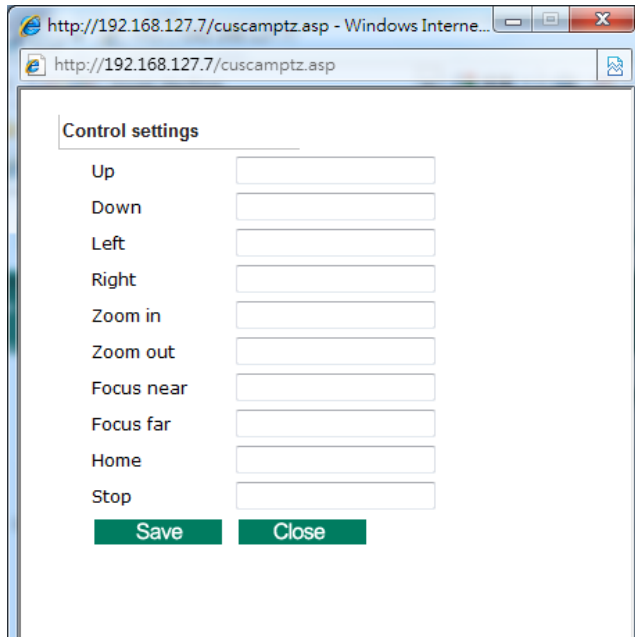 http://192.168.127.7/cuscamptz.asp - Windows Interne...
http://192.168.127.7/cuscamptz.asp
Control settings
Up
Down
Left
Right
Zoom in
Zoom out
Focus near
Focus far
Home
Stop
Save Close